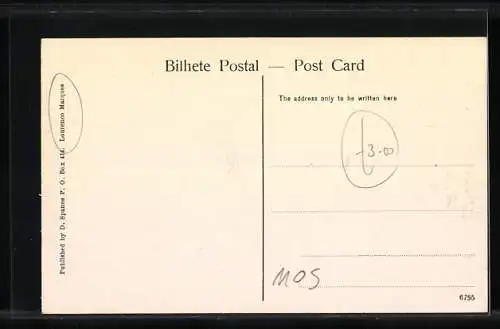 Bilhete Postal — Post Card
The address only to be written here
Published by D. Spanos P. O. Box 434. Lourenco Marques
3-00
MOS
6755